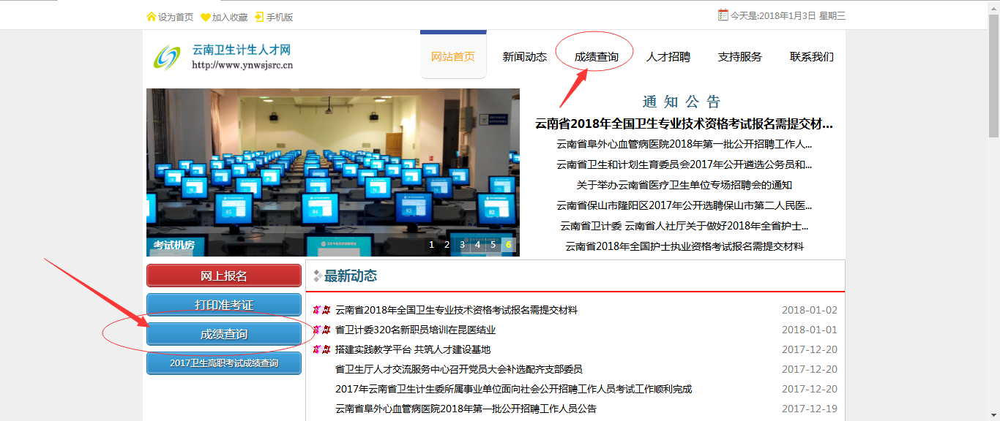 设为首页 加入收藏 手机版 今天是:2018年1月3日 星期三
云南卫生计生人才网
http://www.ynwsjsrc.cn
网站首页 新闻动态 成绩查询 人才招聘 支持服务 联系我们
通知公告
云南省2018年全国卫生专业技术资格考试报名需提交材...
云南省阜外心血管病医院2018年第一批公开招聘工作人...
云南省卫生和计划生育委员会2017年公开遴选公务员和...
关于举办云南省医疗卫生单位专场招聘会的通知
云南省保山市隆阳区2017年公开选聘保山市第二人民医...
云南省卫计委 云南省人社厅关于做好2018年全省护士...
云南省2018年全国护士执业资格考试报名需提交材料
考试机房 1 2 3 4 5 6
网上报名
打印准考证
成绩查询
2017卫生高职考试成绩查询
最新动态
云南省2018年全国卫生专业技术资格考试报名需提交材料 2018-01-02
省卫计委320名新职员培训在昆医结业 2018-01-01
搭建实践教学平台 共筑人才建设基地 2017-12-20
省卫生厅人才交流服务中心召开党员大会补选配齐支部委员 2017-12-20
2017年云南省卫生计生委所属事业单位面向社会公开招聘工作人员考试工作顺利完成 2017-12-20
云南省阜外心血管病医院2018年第一批公开招聘工作人员公告 2017-12-19